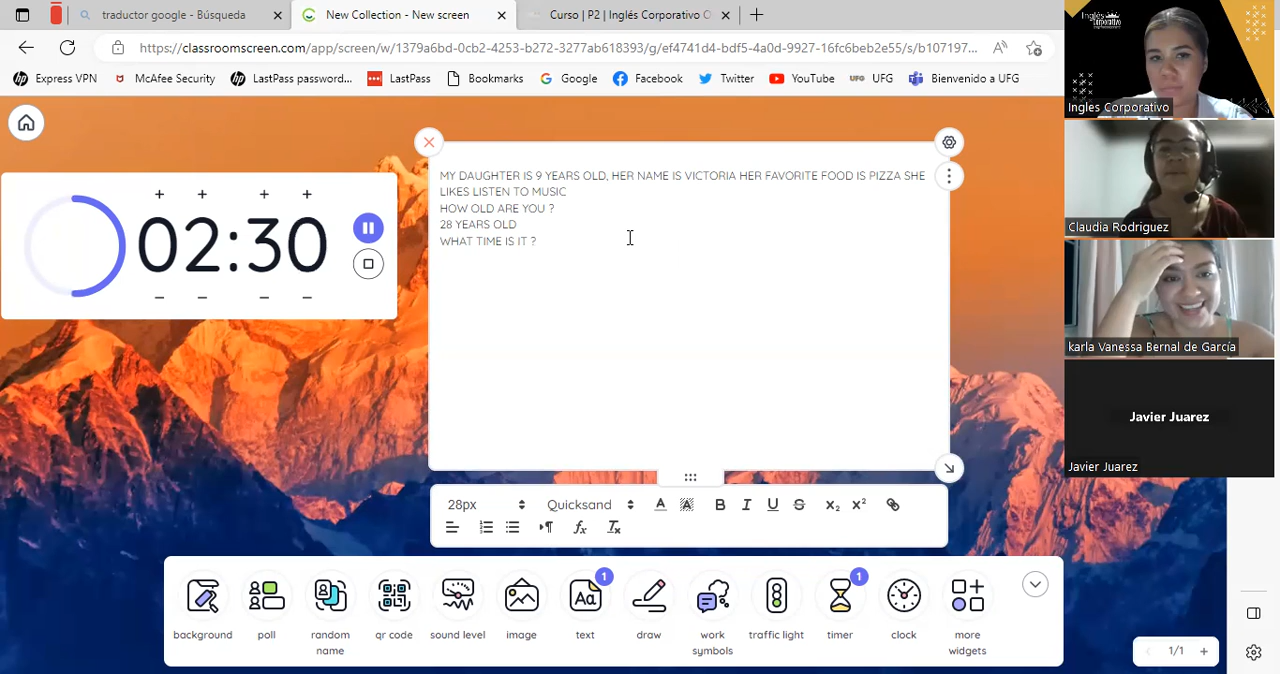 traductor google - Búsqueda
New Collection - New screen
Curso | P2 | Inglés Corporativo O
https://classroomscreen.com/app/screen/w/1379a6bd-0cb2-4253-b272-3277ab618393/g/ef4741d4-bdf5-4a0d-9927-16fc6beb2e55/s/b107197...
Express VPN
McAfee Security
LastPass password...
LastPass
Bookmarks
Google
Facebook
Twitter
YouTube
UFG
Bienvenido a UFG
02:30
MY DAUGHTER IS 9 YEARS OLD, HER NAME IS VICTORIA HER FAVORITE FOOD IS PIZZA SHE
LIKES LISTEN TO MUSIC
HOW OLD ARE YOU ?
28 YEARS OLD
WHAT TIME IS IT ?
28px
Quicksand
background
poll
random
name
qr code
sound level
image
text
draw
work
symbols
traffic light
timer
clock
more
widgets
1
1
1/1
Inglés
Corporativo
Ingles Corporativo
Claudia Rodriguez
karla Vanessa Bernal de García
Javier Juarez
Javier Juarez